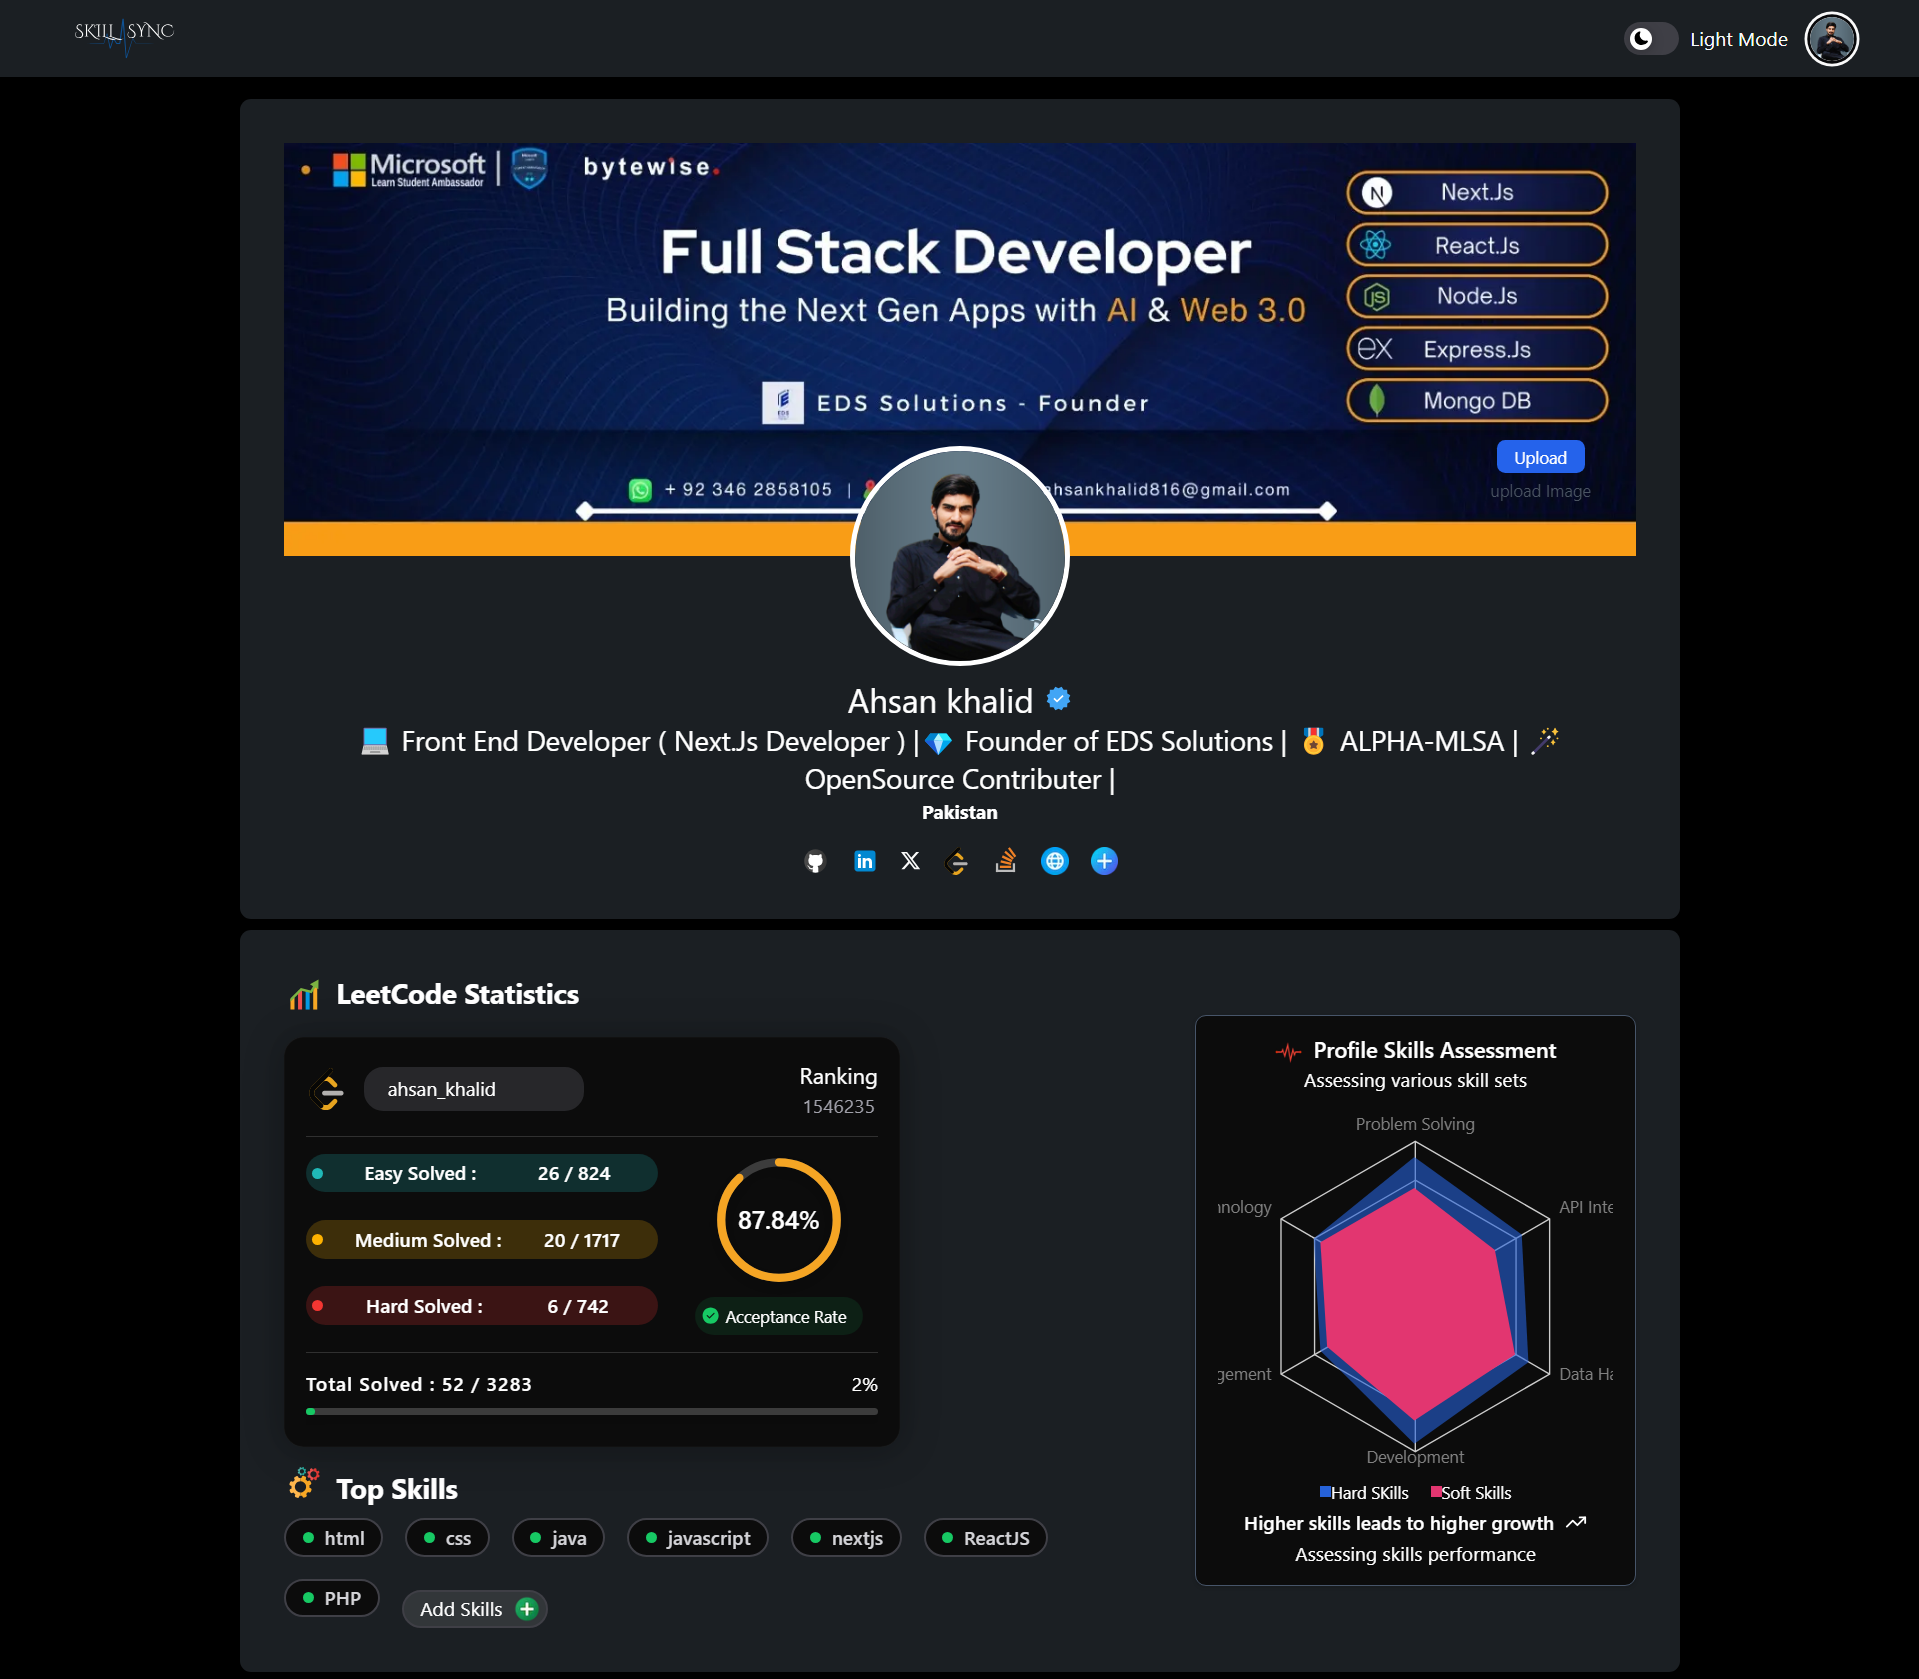 SKILL SYNC
Light Mode
Microsoft
Learn Student Ambassador
bytewise.
Full Stack Developer
Building the Next Gen Apps with AI & Web 3.0
EDS Solutions - Founder
Next.Js
React.Js
Node.Js
Express.Js
Mongo DB
Upload
upload Image
+ 92 346 2858105 |
ahsankhalid816@gmail.com
Ahsan khalid
Front End Developer ( Next.Js Developer ) | Founder of EDS Solutions | ALPHA-MLSA |
OpenSource Contributer |
Pakistan
LeetCode Statistics
ahsan_khalid
Ranking
1546235
Easy Solved : 26 / 824
Medium Solved : 20 / 1717
Hard Solved : 6 / 742
87.84%
Acceptance Rate
Total Solved : 52 / 3283 2%
Top Skills
html css java javascript nextjs ReactJS
PHP Add Skills
Profile Skills Assessment
Assessing various skill sets
Problem Solving
nology
API Inte
gement
Data Ha
Development
Hard SKills Soft Skills
Higher skills leads to higher growth
Assessing skills performance